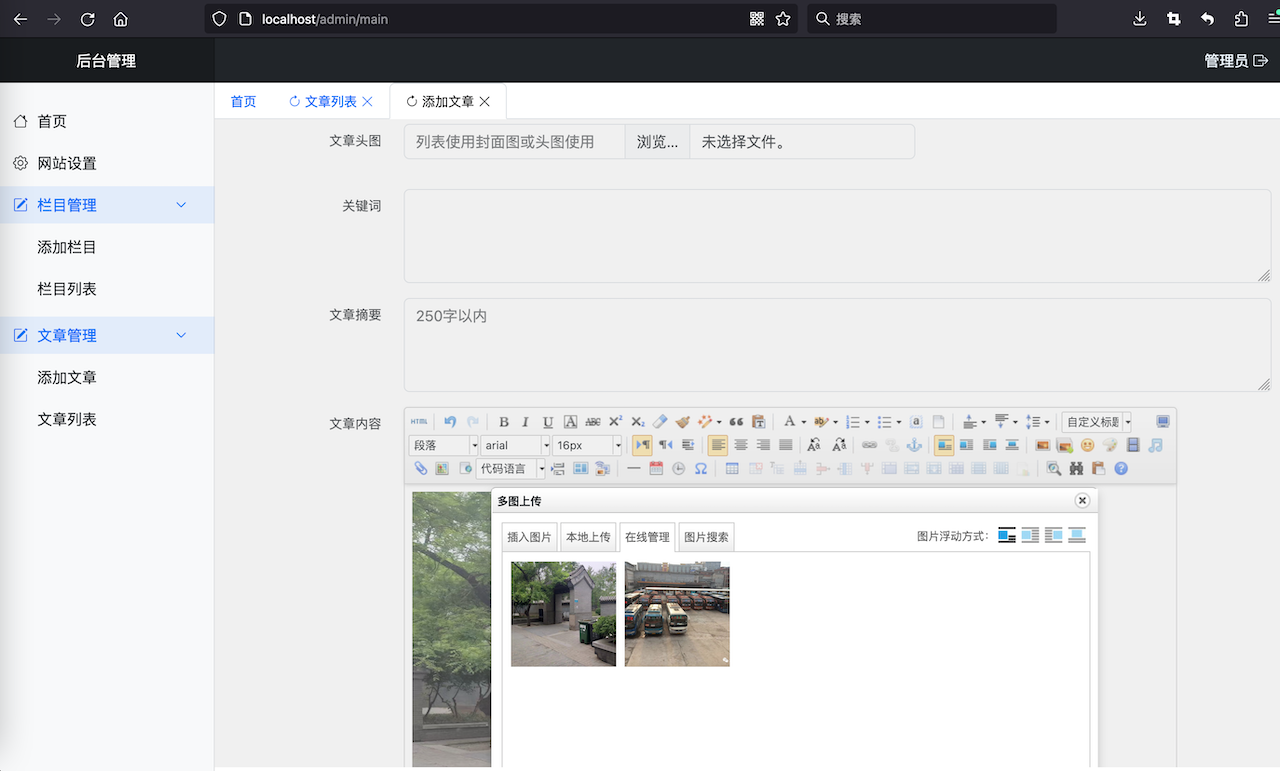 localhost/admin/main
搜索
后台管理
管理员
首页
文章列表
添加文章
首页
网站设置
栏目管理
添加栏目
栏目列表
文章管理
添加文章
文章列表
文章头图
列表使用封面图或头图使用
浏览...
未选择文件。
关键词
文章摘要
250字以内
文章内容
HTML
B I U A ABC X² X₂
A ab a 自定义标题
段落 arial 16px
代码语言
多图上传
插入图片 本地上传 在线管理 图片搜索
图片浮动方式: